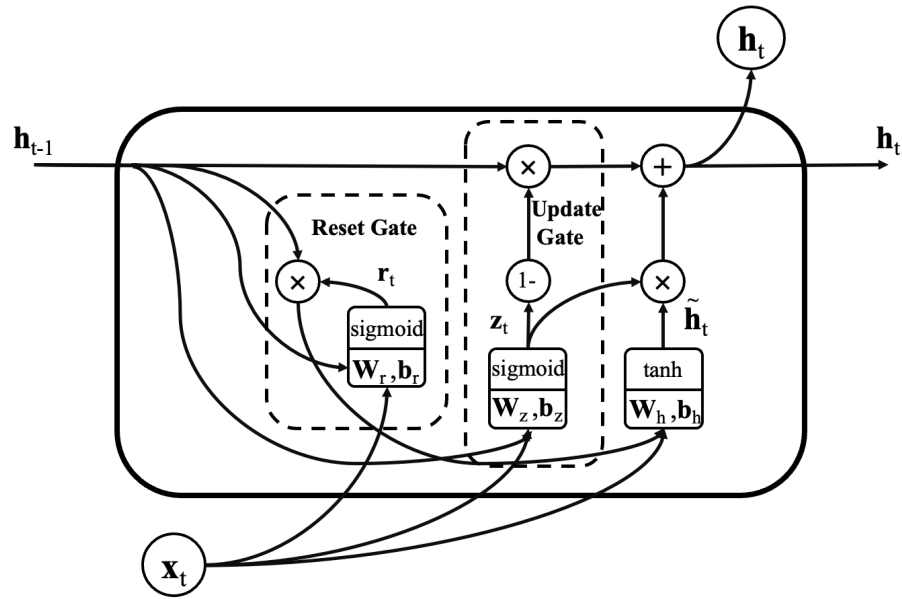 h_t
h_{t-1}
h_t
×
+
Update
Gate
Reset Gate
×
r_t
1-
×
z_t
h̃_t
sigmoid
W_r,b_r
sigmoid
W_z,b_z
tanh
W_h,b_h
x_t